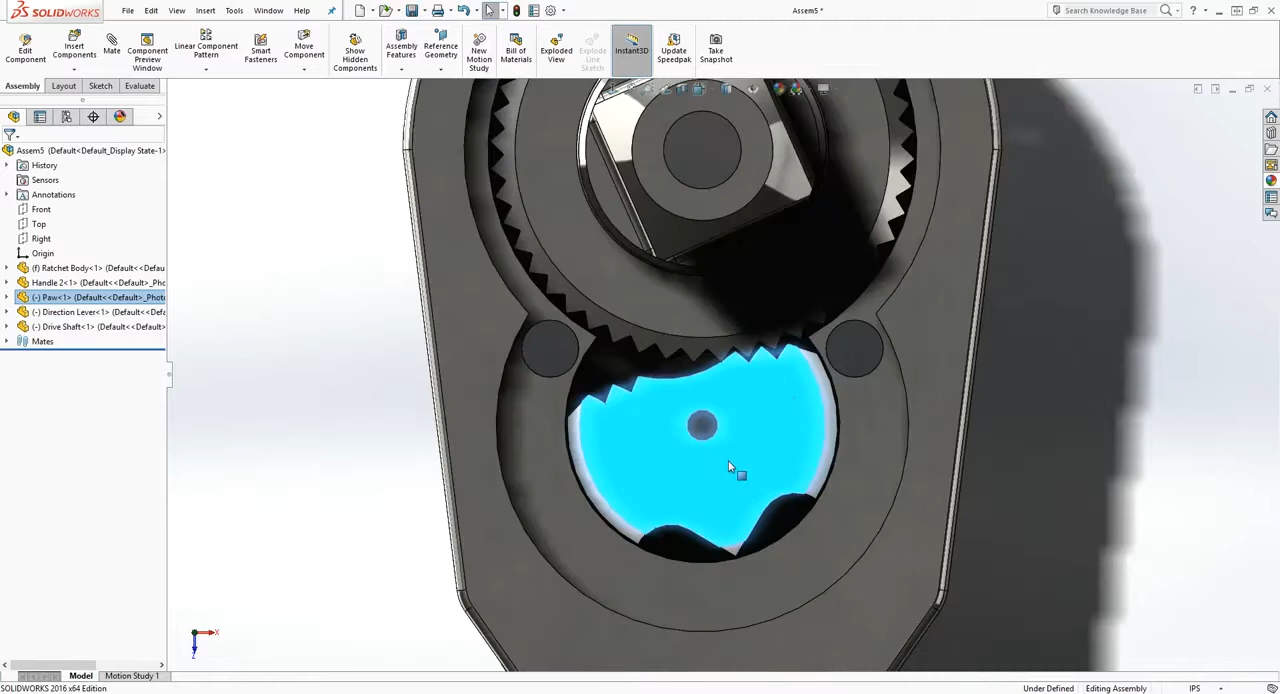 SOLIDWORKS
File Edit View Insert Tools Window Help
Assem5 *
Search Knowledge Base
Edit Component
Insert Components
Mate
Component Preview Window
Linear Component Pattern
Smart Fasteners
Move Component
Show Hidden Components
Assembly Features
Reference Geometry
New Motion Study
Bill of Materials
Exploded View
Explode Line Sketch
Instant3D
Update Speedpak
Take Snapshot
Assembly Layout Sketch Evaluate
Assem5 (Default<Default_Display State-1>
History
Sensors
Annotations
Front
Top
Right
Origin
(f) Ratchet Body<1> (Default<<Defau
Handle 2<1> (Default<<Default>_Pho
(-) Paw<1> (Default<<Default>_Photo
(-) Direction Lever<1> (Default<<Defa
(-) Drive Shaft<1> (Default<<Default>
Mates
X
Z
Model Motion Study 1
SOLIDWORKS 2016 x64 Edition
Under Defined Editing Assembly IPS